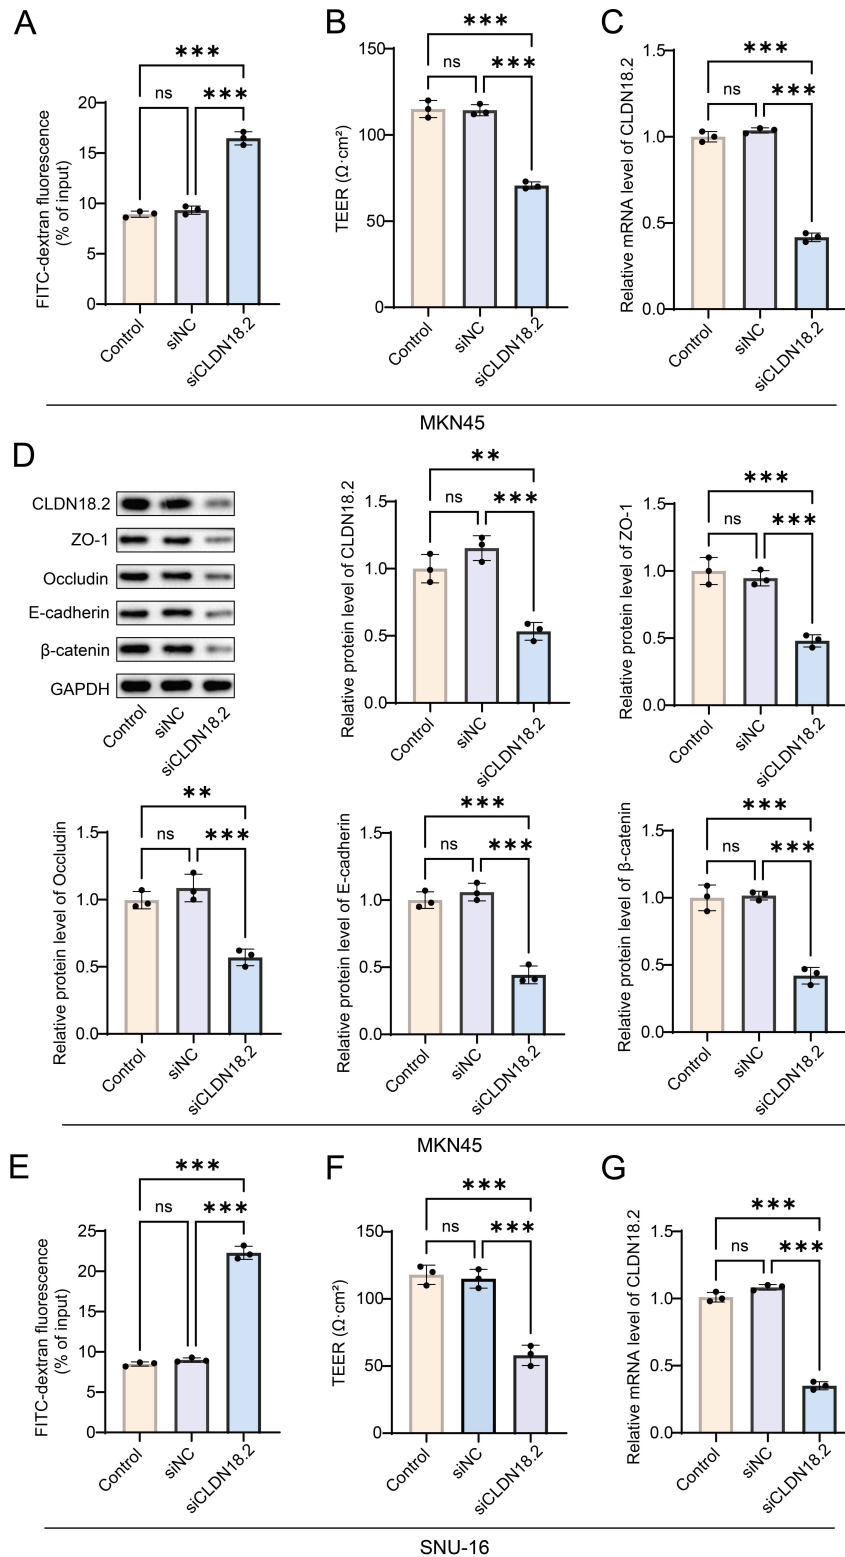 A
FITC-dextran fluorescence
(% of input)
20
15
10
5
0
ns
***
***
Control
siNC
siCLDN18.2
B
TEER (Ω·cm²)
150
100
50
0
ns
***
***
Control
siNC
siCLDN18.2
C
Relative mRNA level of CLDN18.2
1.5
1.0
0.5
0.0
ns
***
***
Control
siNC
siCLDN18.2
MKN45
D
CLDN18.2
ZO-1
Occludin
E-cadherin
β-catenin
GAPDH
Control
siNC
siCLDN18.2
Relative protein level of CLDN18.2
1.5
1.0
0.5
0.0
**
ns
***
Control
siNC
siCLDN18.2
Relative protein level of ZO-1
1.5
1.0
0.5
0.0
***
ns
***
Control
siNC
siCLDN18.2
Relative protein level of Occludin
1.5
1.0
0.5
0.0
**
ns
***
Control
siNC
siCLDN18.2
Relative protein level of E-cadherin
1.5
1.0
0.5
0.0
***
ns
***
Control
siNC
siCLDN18.2
Relative protein level of β-catenin
1.5
1.0
0.5
0.0
***
ns
***
Control
siNC
siCLDN18.2
MKN45
E
FITC-dextran fluorescence
(% of input)
25
20
15
10
5
0
***
ns
***
Control
siNC
siCLDN18.2
F
TEER (Ω·cm²)
150
100
50
0
***
ns
***
Control
siNC
siCLDN18.2
G
Relative mRNA level of CLDN18.2
1.5
1.0
0.5
0.0
***
ns
***
Control
siNC
siCLDN18.2
SNU-16